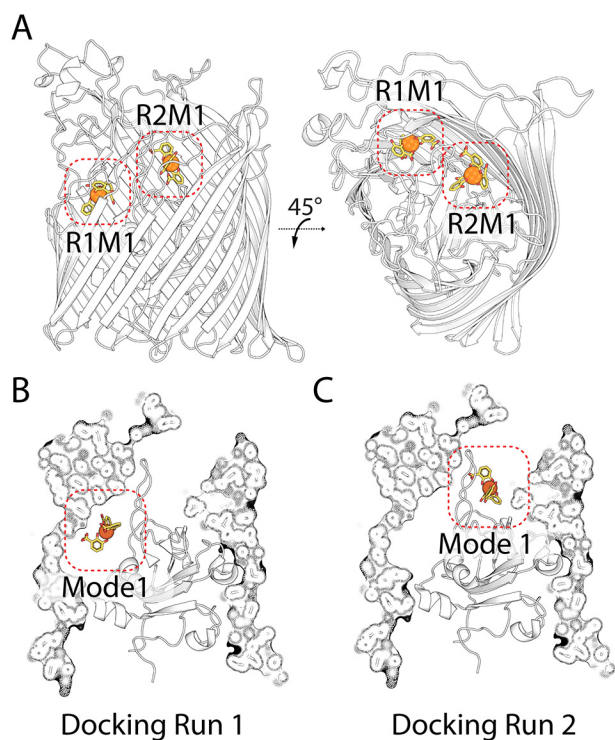 A
R2M1
R1M1
45°
R1M1
R2M1
B
Mode1
Docking Run 1
C
Mode 1
Docking Run 2